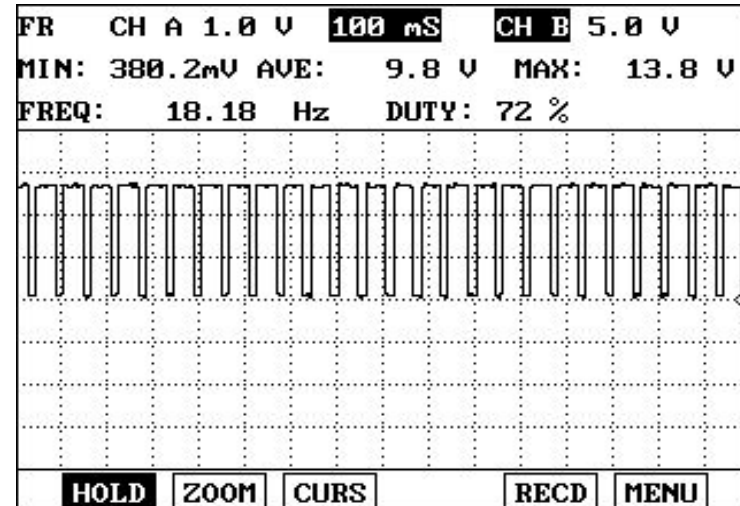 FR CH A 1.0 V 100 mS CH B 5.0 V
MIN: 380.2mV AVE: 9.8 V MAX: 13.8 V
FREQ: 18.18 Hz DUTY: 72 %
HOLD ZOOM CURS RECD MENU